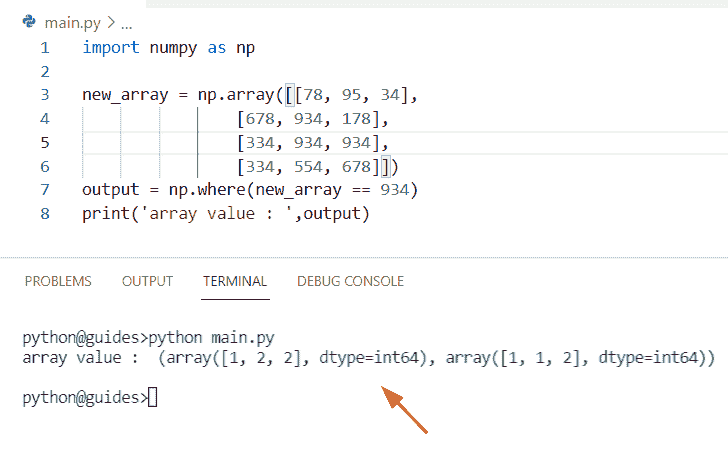 main.py > ...
1 import numpy as np
2
3 new_array = np.array([[78, 95, 34],
4 [678, 934, 178],
5 [334, 934, 934],
6 [334, 554, 678]])
7 output = np.where(new_array == 934)
8 print('array value : ',output)
PROBLEMS OUTPUT TERMINAL DEBUG CONSOLE
python@guides>python main.py
array value :  (array([1, 2, 2], dtype=int64), array([1, 1, 2], dtype=int64))
python@guides>